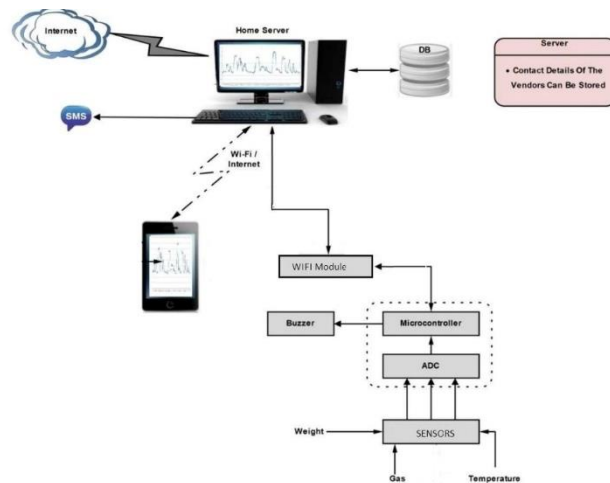 Internet
Home Server
DB
Server
• Contact Details Of The
Vendors Can Be Stored
SMS
Wi-Fi /
Internet
WIFI Module
Buzzer
Microcontroller
ADC
Weight
SENSORS
Gas
Temperature